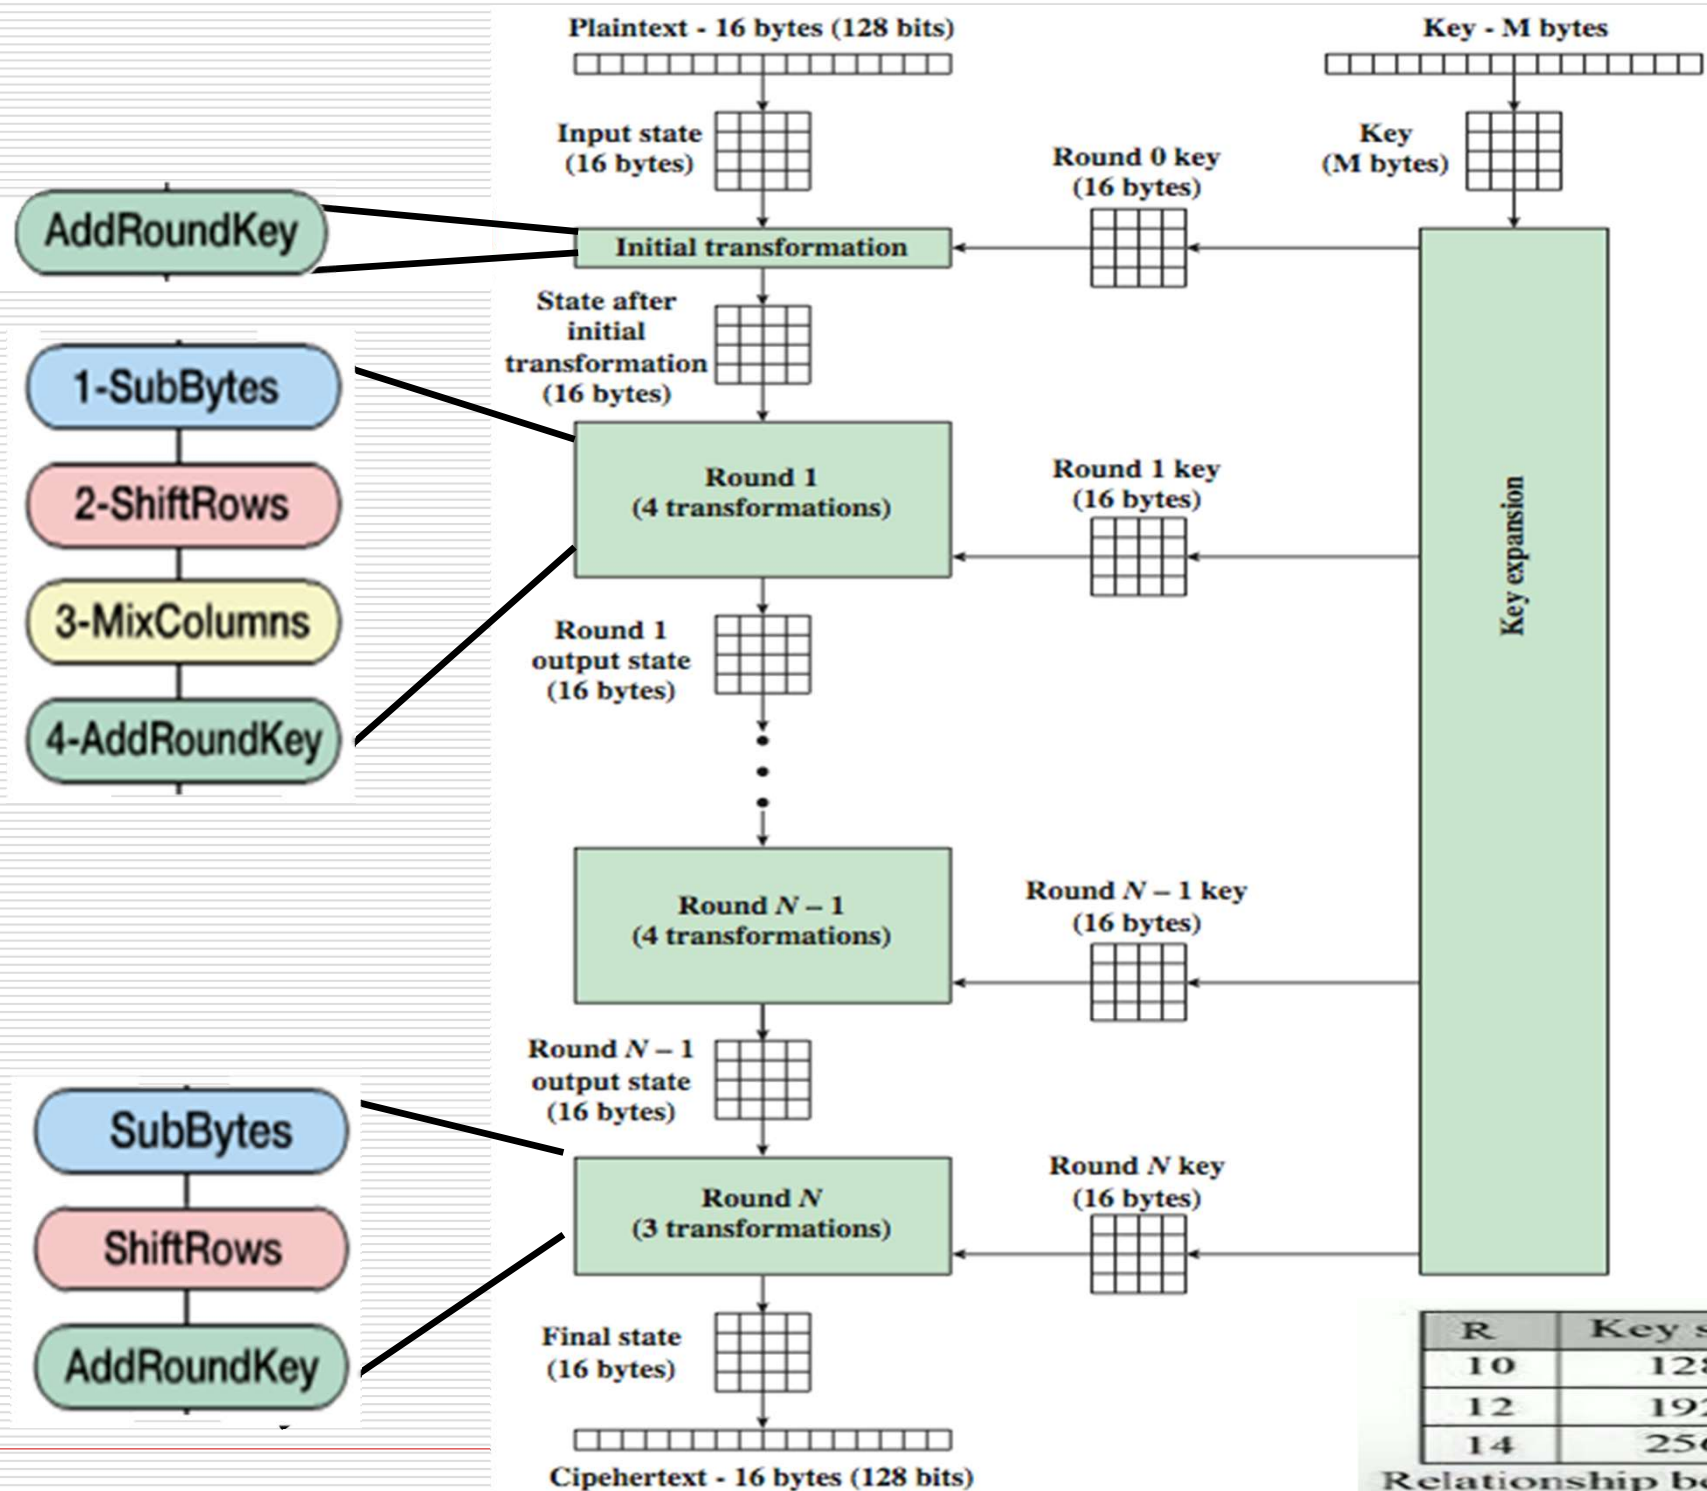 Plaintext - 16 bytes (128 bits)
Key - M bytes
Input state
(16 bytes)
Key
(M bytes)
Round 0 key
(16 bytes)
AddRoundKey
Initial transformation
State after
initial
transformation
(16 bytes)
1-SubBytes
2-ShiftRows
3-MixColumns
4-AddRoundKey
Round 1
(4 transformations)
Round 1 key
(16 bytes)
Key expansion
Round 1
output state
(16 bytes)
Round N – 1
(4 transformations)
Round N – 1 key
(16 bytes)
Round N – 1
output state
(16 bytes)
SubBytes
ShiftRows
AddRoundKey
Round N
(3 transformations)
Round N key
(16 bytes)
Final state
(16 bytes)
Cipehertext - 16 bytes (128 bits)
R Key
10
12
14
Relationship